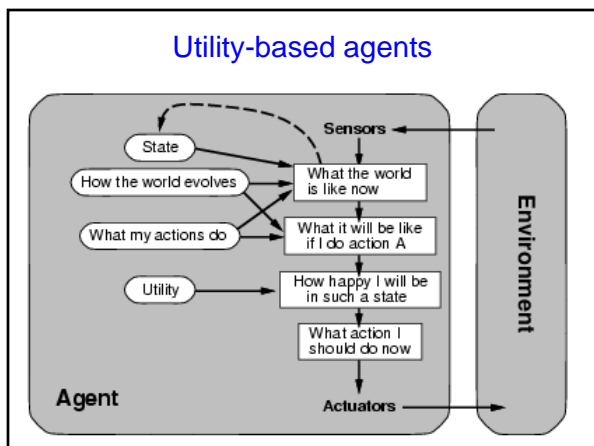 Utility-based agents
Sensors
State
What the world
is like now
How the world evolves
What my actions do
What it will be like
if I do action A
Utility
How happy I will be
in such a state
What action I
should do now
Agent
Actuators
Environment